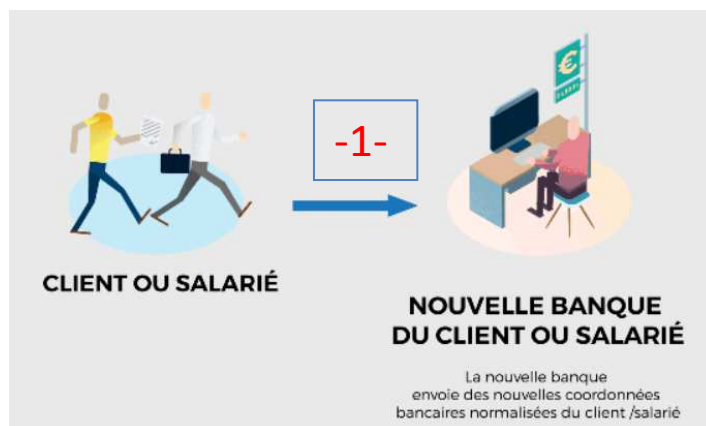 -1-
CLIENT OU SALARIÉ
NOUVELLE BANQUE
DU CLIENT OU SALARIÉ
La nouvelle banque
envoie des nouvelles coordonnées
bancaires normalisées du client /salarié